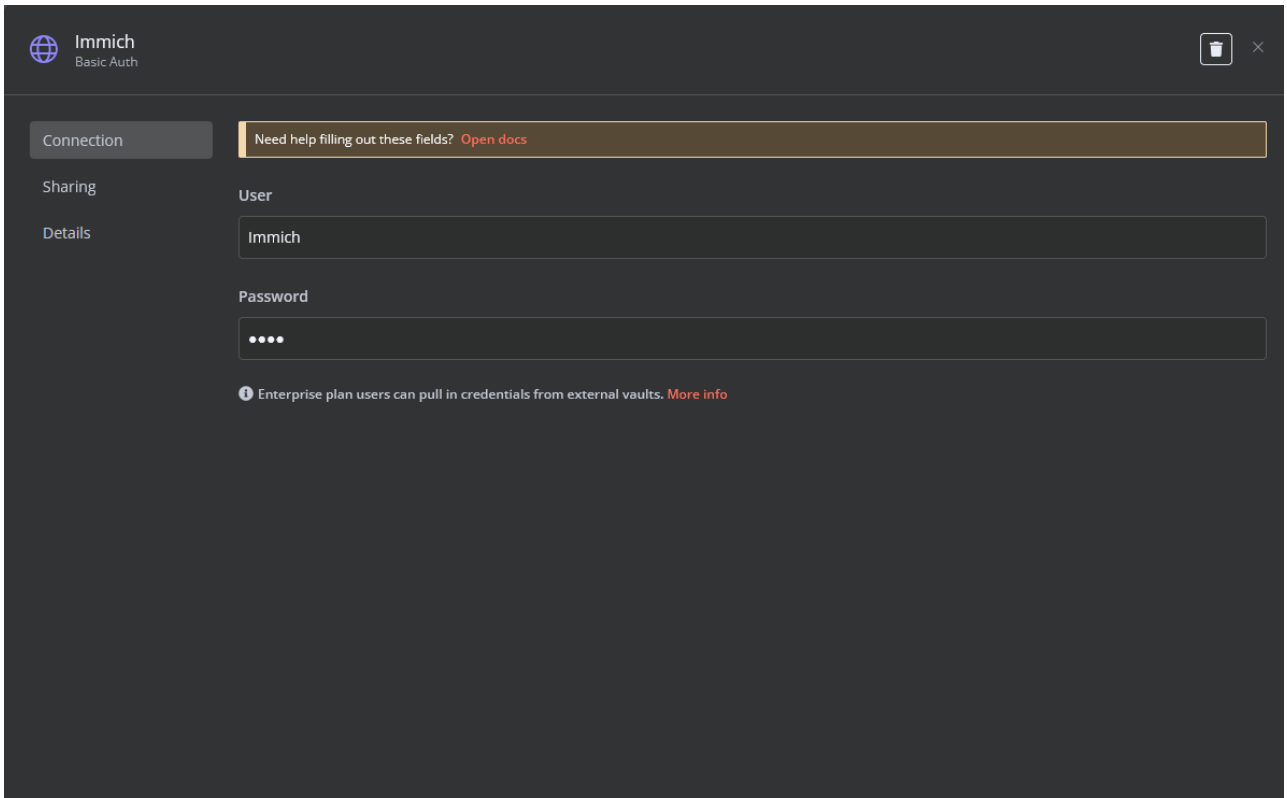 Immich
Basic Auth
Connection
Sharing
Details
Need help filling out these fields? Open docs
User
Immich
Password
••••
Enterprise plan users can pull in credentials from external vaults. More info